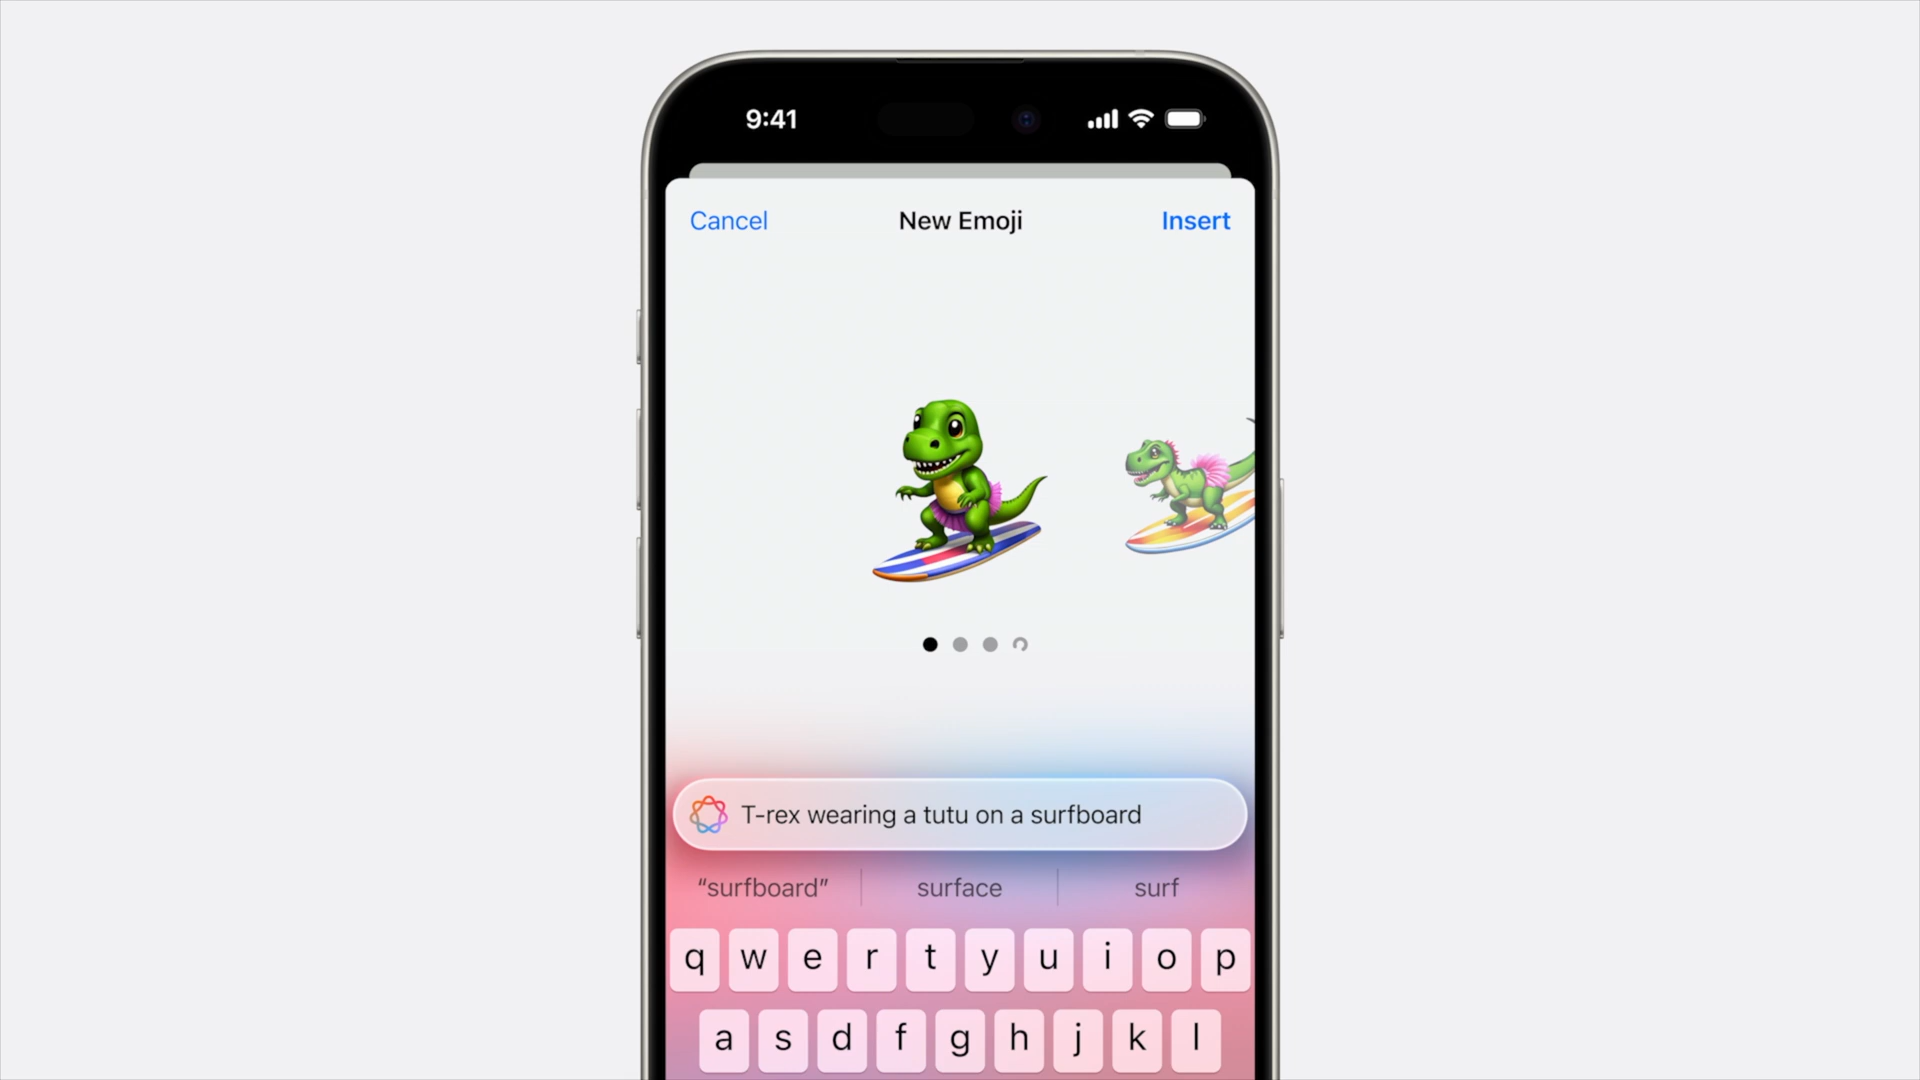 9:41
Cancel New Emoji Insert
T-rex wearing a tutu on a surfboard
“surfboard” surface surf
q w e r t y u i o p
a s d f g h j k l